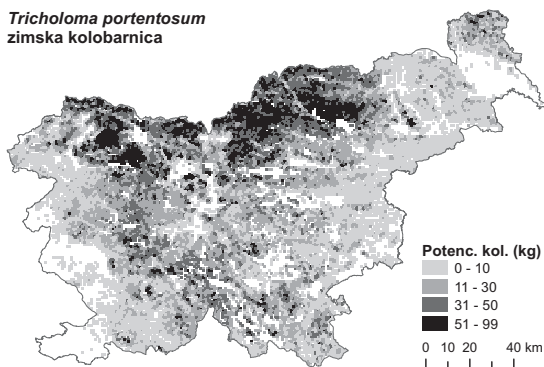 Tricholoma portentosum
zimska kolobarnica
Potenc. kol. (kg)
0 - 10
11 - 30
31 - 50
51 - 99
0 10 20 40 km